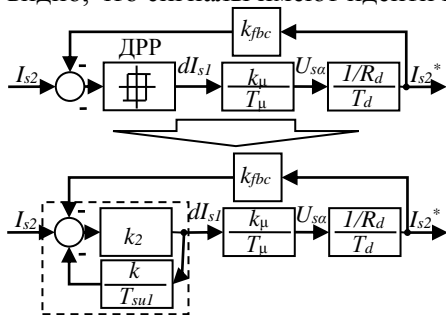 видно, что сигналы имеют иденти
k_fbc
ДРР
I_s2 dI_s1 k_μ U_sα 1/R_d I_s2*
T_μ T_d
k_fbc
I_s2 k_2 dI_s1 k_μ U_sα 1/R_d I_s2*
T_μ T_d
k
T_su1